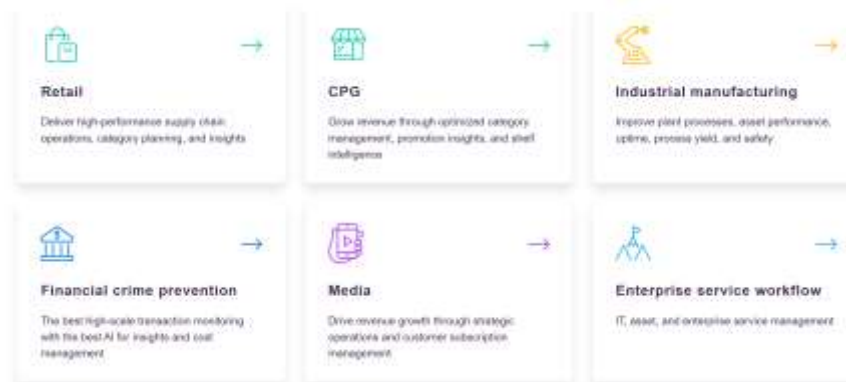 Retail
Deliver high-performance supply chain
operations, category planning, and insights
CPG
Grow revenue through optimized category
management, promotion insights, and shelf
intelligence
Industrial manufacturing
Improve plant processes, asset performance,
uptime, process yield, and safety
Financial crime prevention
The best high-scale transaction monitoring
with the best AI for insights and cost
management
Media
Drive revenue growth through strategic
operations and customer subscription
management
Enterprise service workflow
IT, asset, and enterprise service management